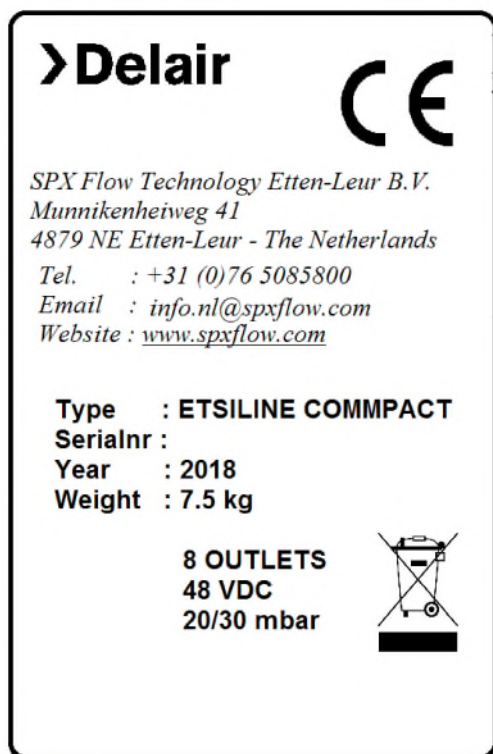 Delair
CE
SPX Flow Technology Etten-Leur B.V.
Munnikenheiweg 41
4879 NE Etten-Leur - The Netherlands
Tel. : +31 (0)76 5085800
Email : info.nl@spxflow.com
Website : www.spxflow.com
Type : ETSILINE COMMPACT
Serialnr :
Year : 2018
Weight : 7.5 kg
8 OUTLETS
48 VDC
20/30 mbar